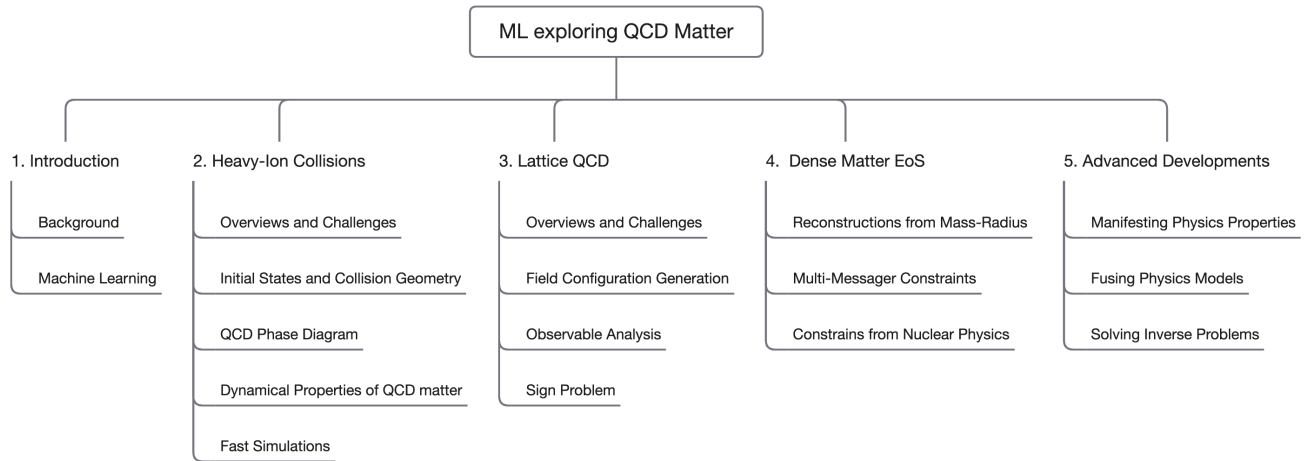 ML exploring QCD Matter
1. Introduction
Background
Machine Learning
2. Heavy-Ion Collisions
Overviews and Challenges
Initial States and Collision Geometry
QCD Phase Diagram
Dynamical Properties of QCD matter
Fast Simulations
3. Lattice QCD
Overviews and Challenges
Field Configuration Generation
Observable Analysis
Sign Problem
4. Dense Matter EoS
Reconstructions from Mass-Radius
Multi-Messager Constraints
Constrains from Nuclear Physics
5. Advanced Developments
Manifesting Physics Properties
Fusing Physics Models
Solving Inverse Problems